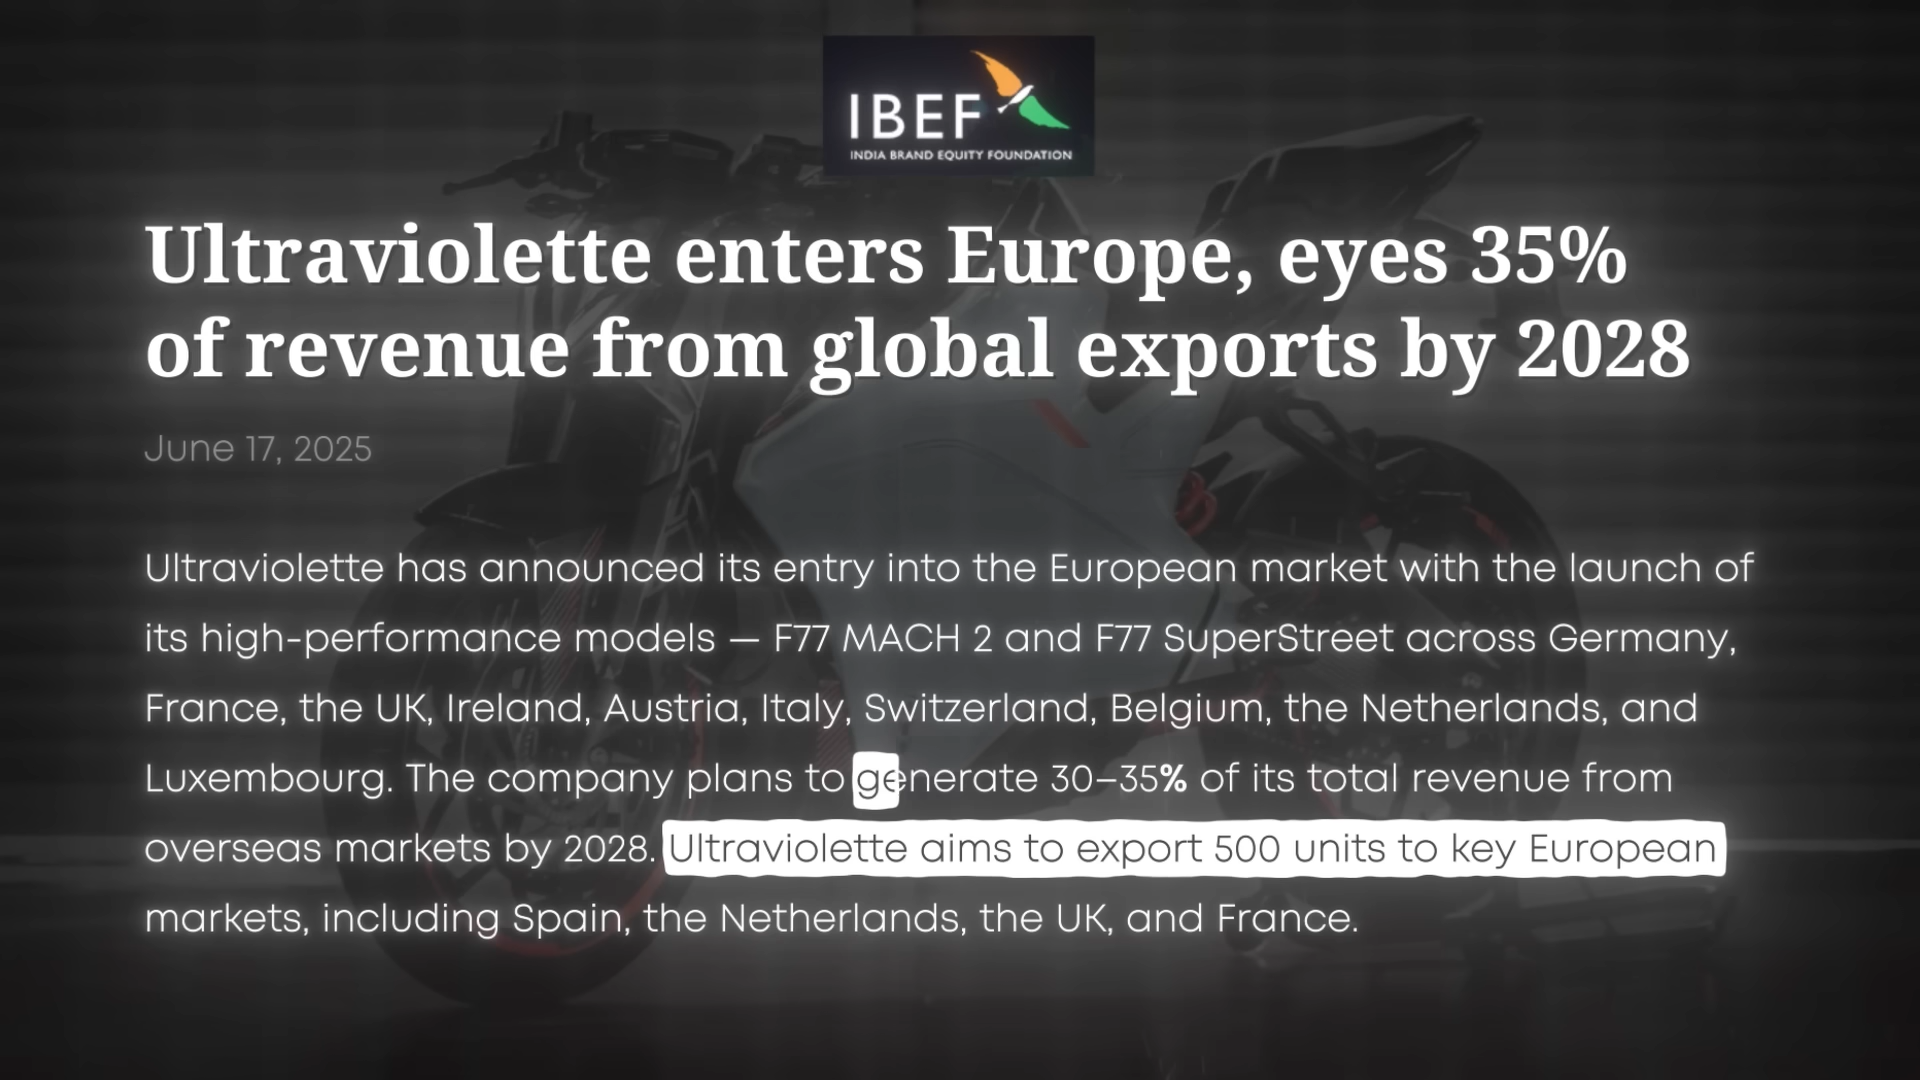 IBEF
INDIA BRAND EQUITY FOUNDATION
Ultraviolette enters Europe, eyes 35%
of revenue from global exports by 2028
June 17, 2025
Ultraviolette has announced its entry into the European market with the launch of
its high-performance models — F77 MACH 2 and F77 SuperStreet across Germany,
France, the UK, Ireland, Austria, Italy, Switzerland, Belgium, the Netherlands, and
Luxembourg. The company plans to generate 30–35% of its total revenue from
overseas markets by 2028. Ultraviolette aims to export 500 units to key European
markets, including Spain, the Netherlands, the UK, and France.